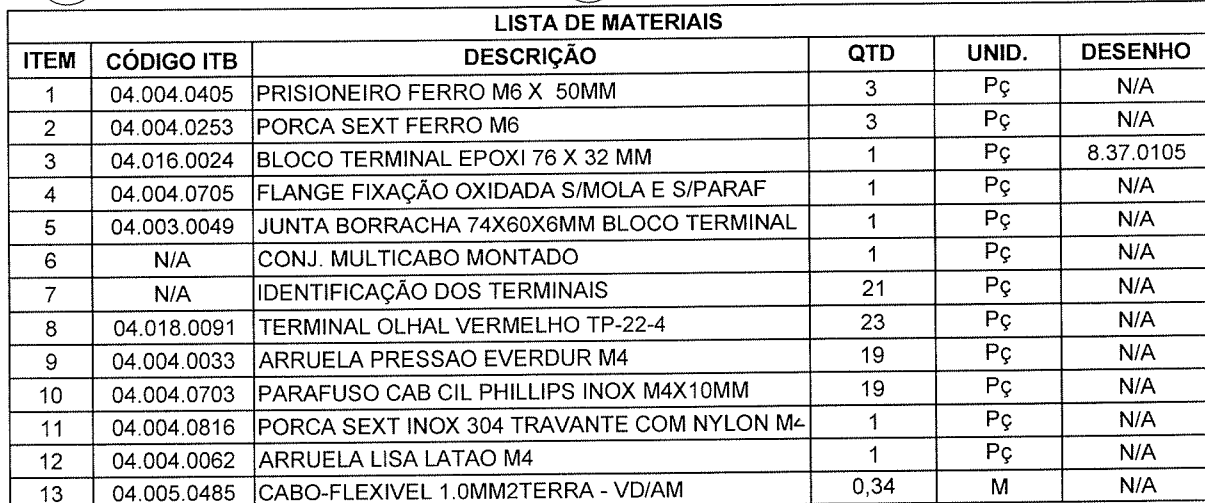 LISTA DE MATERIAIS
ITEM CÓDIGO ITB DESCRIÇÃO QTD UNID. DESENHO
1 04.004.0405 PRISIONEIRO FERRO M6 X 50MM 3 Pç N/A
2 04.004.0253 PORCA SEXT FERRO M6 3 Pç N/A
3 04.016.0024 BLOCO TERMINAL EPOXI 76 X 32 MM 1 Pç 8.37.0105
4 04.004.0705 FLANGE FIXAÇÃO OXIDADA S/MOLA E S/PARAF 1 Pç N/A
5 04.003.0049 JUNTA BORRACHA 74X60X6MM BLOCO TERMINAL 1 Pç N/A
6 N/A CONJ. MULTICABO MONTADO 1 Pç N/A
7 N/A IDENTIFICAÇÃO DOS TERMINAIS 21 Pç N/A
8 04.018.0091 TERMINAL OLHAL VERMELHO TP-22-4 23 Pç N/A
9 04.004.0033 ARRUELA PRESSAO EVERDUR M4 19 Pç N/A
10 04.004.0703 PARAFUSO CAB CIL PHILLIPS INOX M4X10MM 19 Pç N/A
11 04.004.0816 PORCA SEXT INOX 304 TRAVANTE COM NYLON M4 1 Pç N/A
12 04.004.0062 ARRUELA LISA LATAO M4 1 Pç N/A
13 04.005.0485 CABO-FLEXIVEL 1.0MM2TERRA - VD/AM 0,34 M N/A